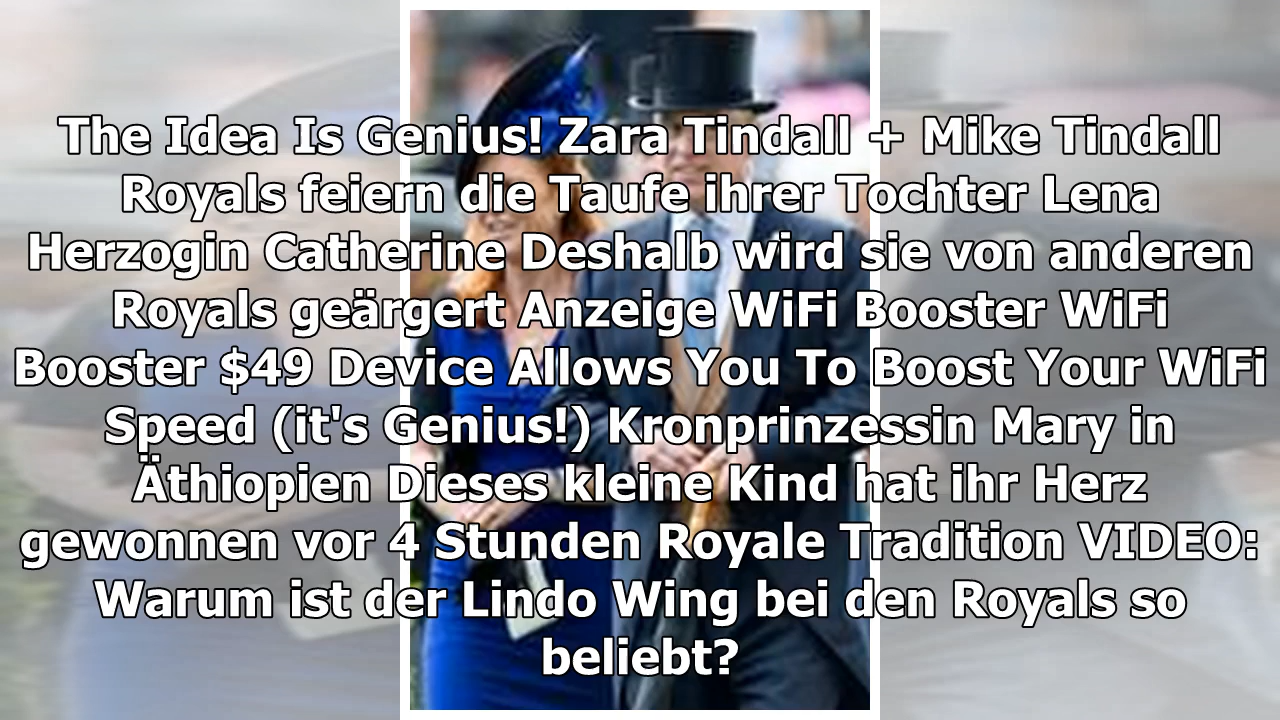 The Idea Is Genius! Zara Tindall + Mike Tindall
Royals feiern die Taufe ihrer Tochter Lena
Herzogin Catherine Deshalb wird sie von anderen
Royals geärgert Anzeige WiFi Booster WiFi
Booster $49 Device Allows You To Boost Your WiFi
Speed (it's Genius!) Kronprinzessin Mary in
Äthiopien Dieses kleine Kind hat ihr Herz
gewonnen vor 4 Stunden Royale Tradition VIDEO:
Warum ist der Lindo Wing bei den Royals so
beliebt?